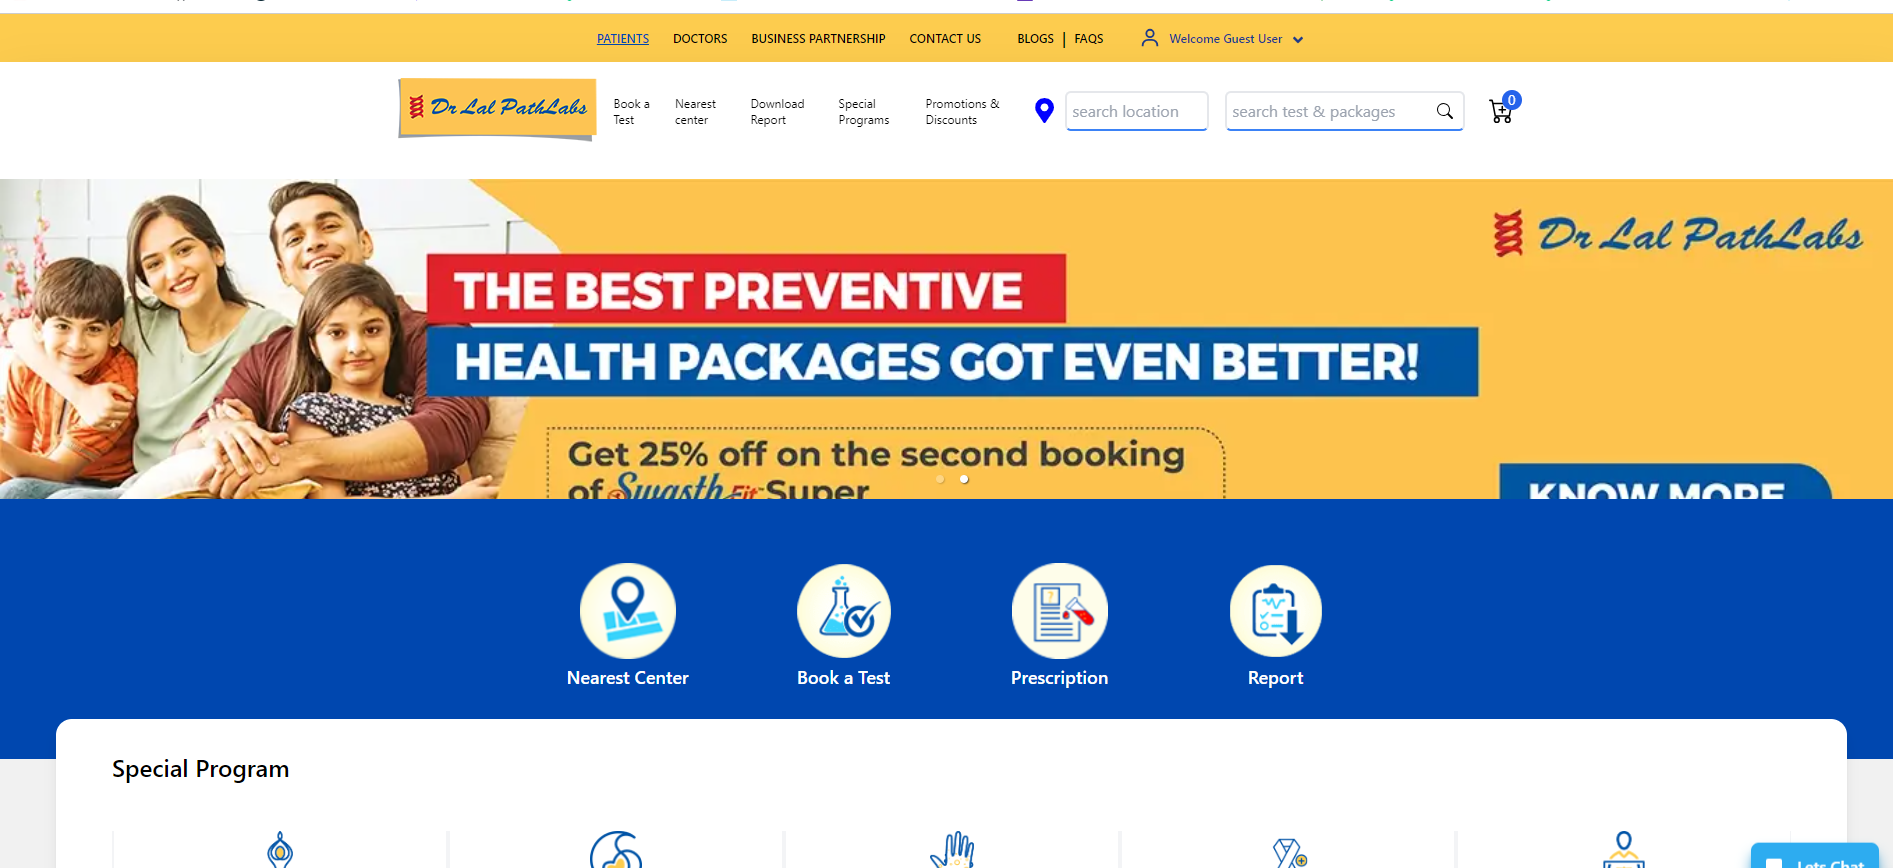 PATIENTS DOCTORS BUSINESS PARTNERSHIP CONTACT US BLOGS | FAQS Welcome Guest User
Dr Lal PathLabs
Book a Test
Nearest center
Download Report
Special Programs
Promotions & Discounts
search location
search test & packages
0
Dr Lal PathLabs
THE BEST PREVENTIVE
HEALTH PACKAGES GOT EVEN BETTER!
Get 25% off on the second booking
of Swasth Fit Super
KNOW MORE
Nearest Center
Book a Test
Prescription
Report
Special Program
Lets Chat